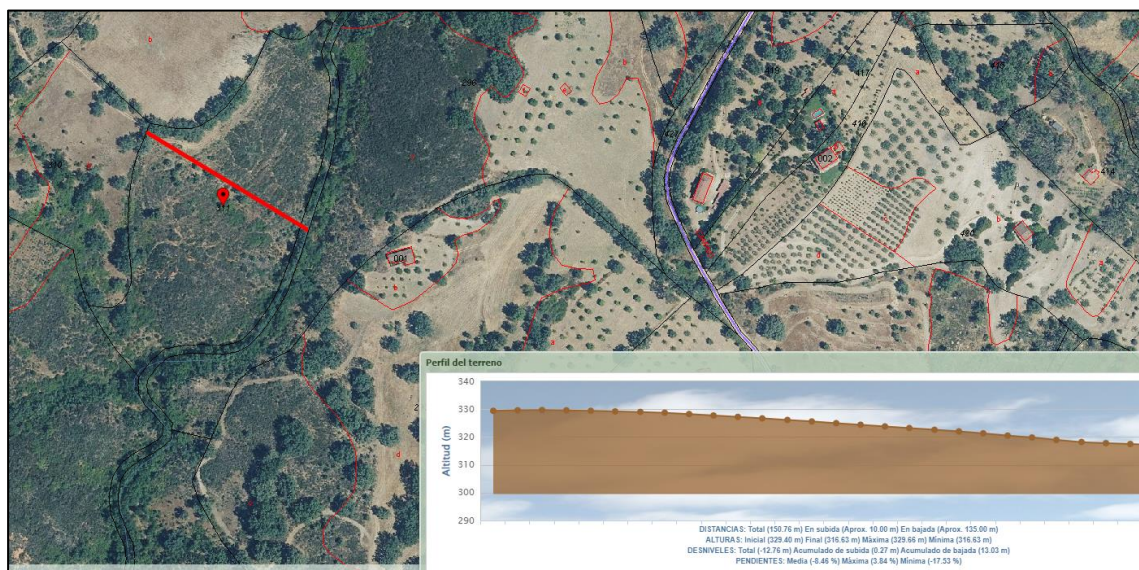 b
b
001
b
a
d
a
417
416
002
414
b
a
Perfil del terreno
Altitud (m)
340
330
320
310
300
290
DISTANCIAS: Total (150.76 m) En subida (Aprox. 10.00 m) En bajada (Aprox. 135.00 m)
ALTURAS: Inicial (329.40 m) Final (316.63 m) Máxima (329.66 m) Mínima (316.63 m)
DESNIVELES: Total (-12.76 m) Acumulado de subida (0.27 m) Acumulado de bajada (13.03 m)
PENDIENTES: Media (-8.46 %) Máxima (3.84 %) Mínima (-17.53 %)